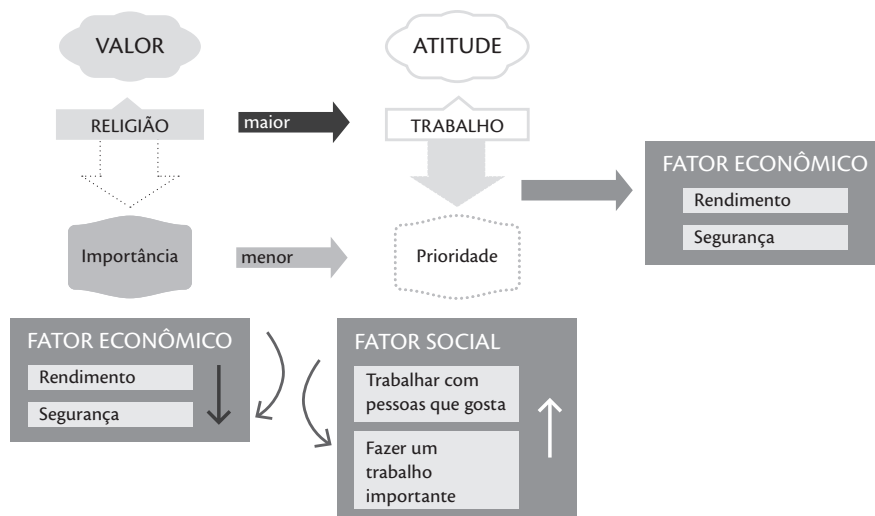 VALOR
ATITUDE
RELIGIÃO
maior
TRABALHO
FATOR ECONÔMICO
Rendimento
Segurança
Importância
menor
Prioridade
FATOR ECONÔMICO
Rendimento
Segurança
FATOR SOCIAL
Trabalhar com
pessoas que gosta
Fazer um
trabalho
importante